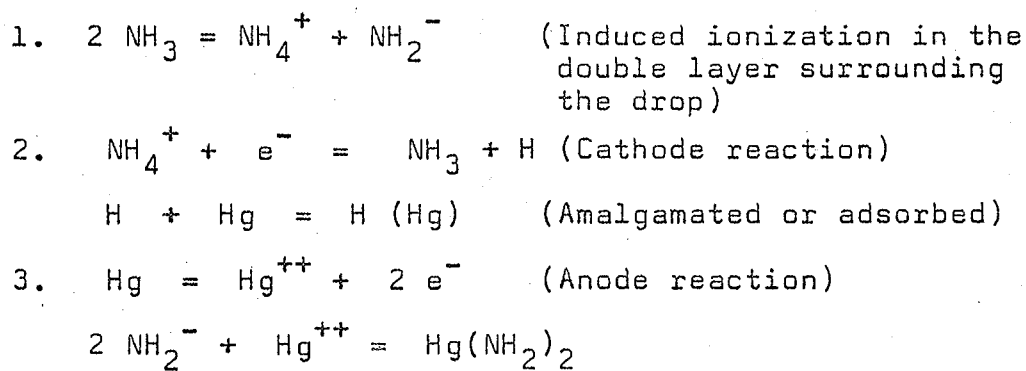 1. 2 NH₃ = NH₄⁺ + NH₂⁻ (Induced ionization in the
double layer surrounding
the drop)
2. NH₄⁺ + e⁻ = NH₃ + H (Cathode reaction)
H + Hg = H (Hg) (Amalgamated or adsorbed)
3. Hg = Hg⁺⁺ + 2 e⁻ (Anode reaction)
2 NH₂⁻ + Hg⁺⁺ = Hg(NH₂)₂